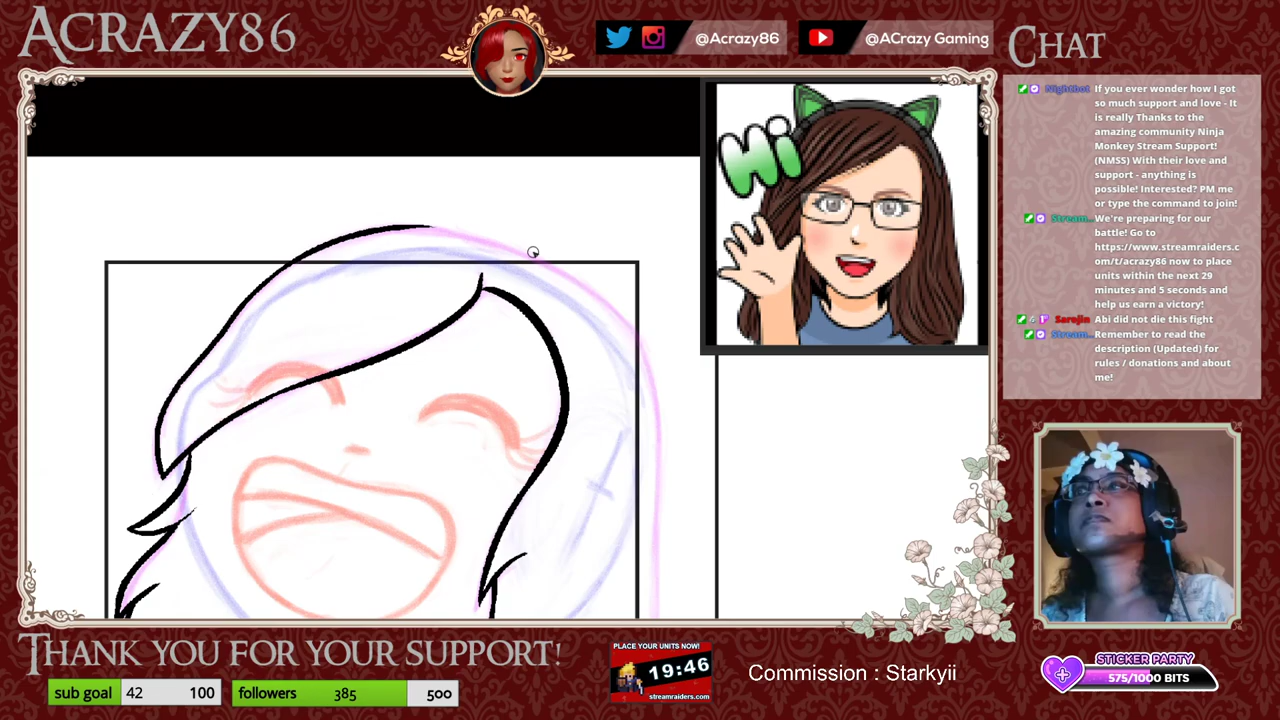 ACRAZY86
@Acrazy86
@ACrazy Gaming
CHAT
Hi
Nightbot If you ever wonder how I got
so much support and love - It
is really Thanks to the
amazing community Ninja
Monkey Stream Support!
(NMSS) With their love and
support - anything is
possible! Interested? PM me
or type the command to join!
Stream.. We're preparing for our
battle! Go to
https://www.streamraiders.c
om/t/acrazy86 now to place
units within the next 29
minutes and 5 seconds and
help us earn a victory!
6 Sarojin Abi did not die this fight
Stream.. Remember to read the
description (Updated) for
rules / donations and about
me!
THANK YOU FOR YOUR SUPPORT!
sub goal 42 100
followers 385 500
PLACE YOUR UNITS NOW!
19:46
streamraiders.com
Commission : Starkyii
STICKER PARTY
575/1000 BITS